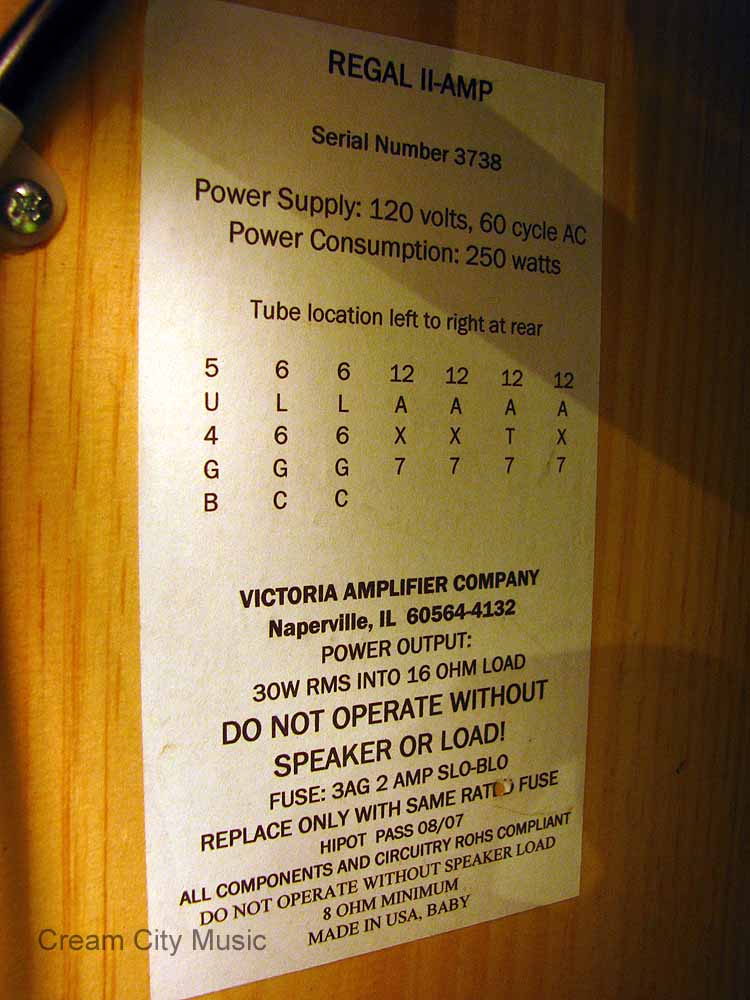 REGAL II-AMP
Serial Number 3738
Power Supply: 120 volts, 60 cycle AC
Power Consumption: 250 watts
Tube location left to right at rear
5 6 6 12 12 12 12
U L L A A A A
4 6 6 X X T X
G G G 7 7 7 7
B C C
VICTORIA AMPLIFIER COMPANY
Naperville, IL 60564-4132
POWER OUTPUT:
30W RMS INTO 16 OHM LOAD
DO NOT OPERATE WITHOUT
SPEAKER OR LOAD!
FUSE: 3AG 2 AMP SLO-BLO
REPLACE ONLY WITH SAME RATED FUSE
HIPOT PASS 08/07
ALL COMPONENTS AND CIRCUITRY ROHS COMPLIANT
DO NOT OPERATE WITHOUT SPEAKER LOAD
8 OHM MINIMUM
MADE IN USA, BABY
Cream City Music